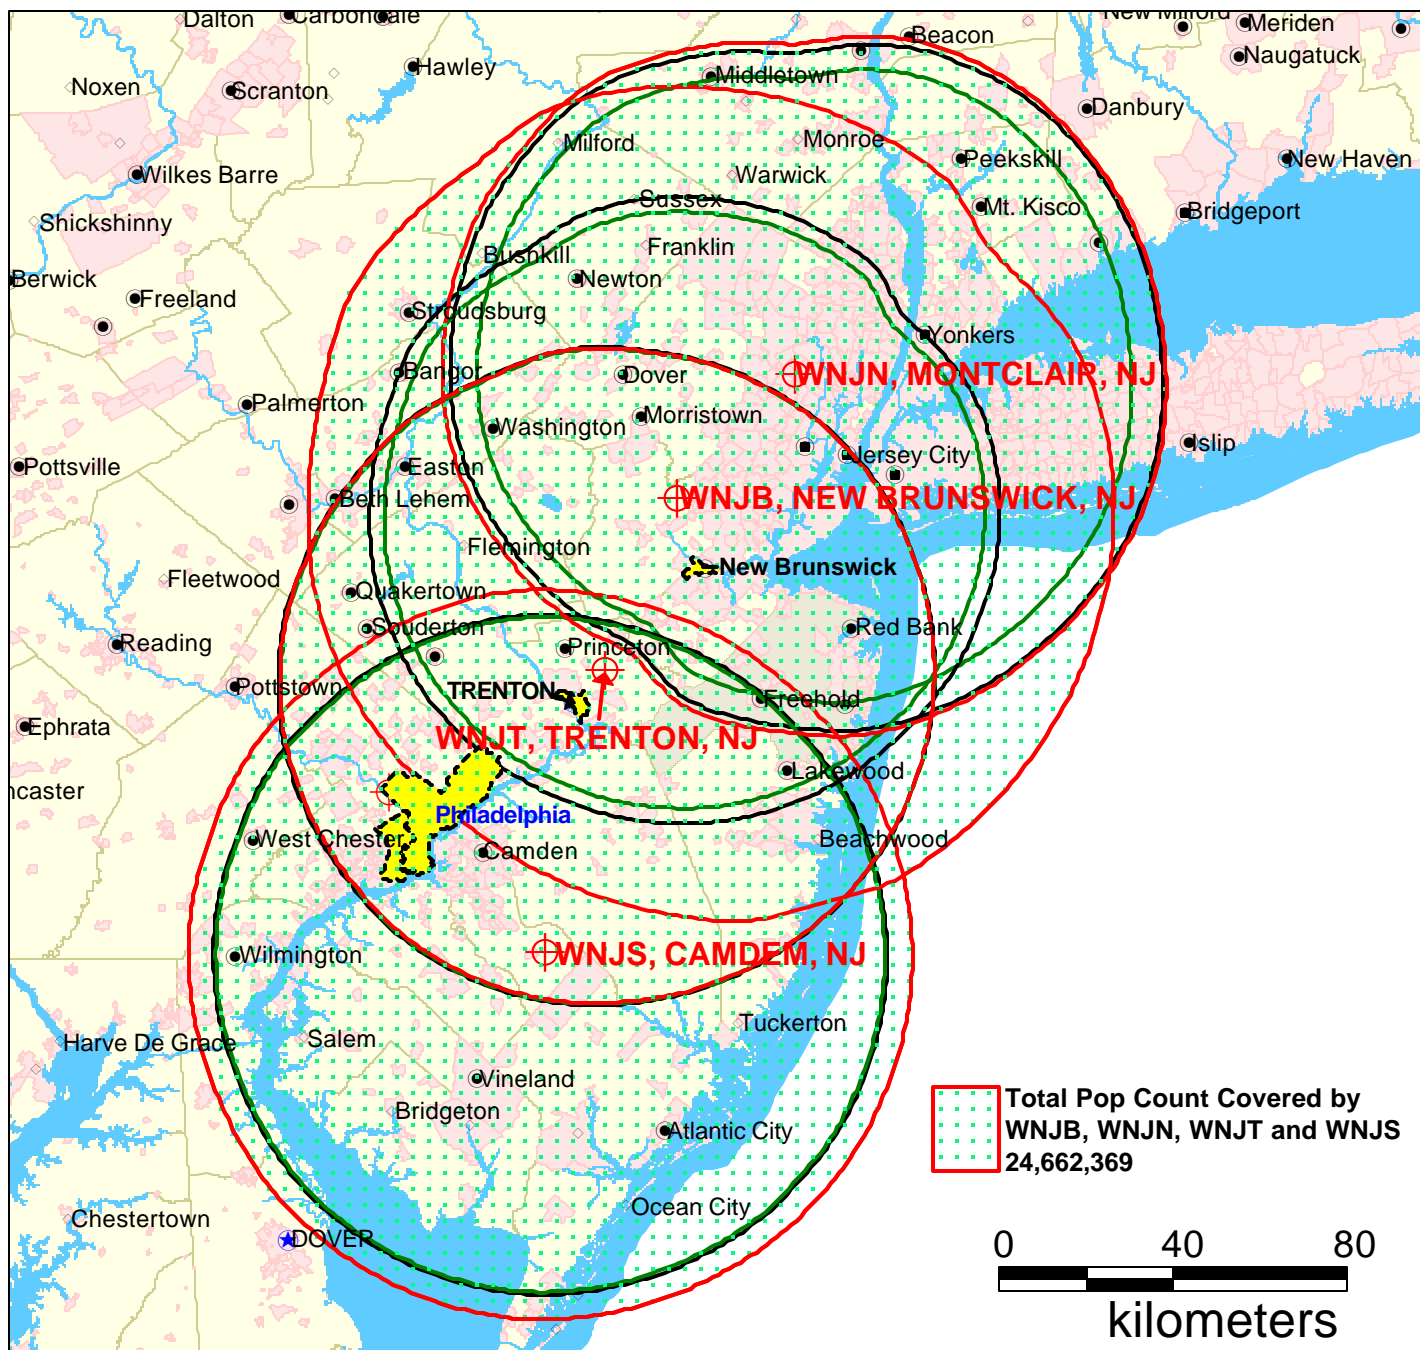 Dalton
Carbondale
New Milford
Meriden
Beacon
Naugatuck
Hawley
Middletown
Noxen
Scranton
Danbury
Milford
Monroe
Peekskill
New Haven
Wilkes Barre
Warwick
Sussex
Mt. Kisco
Bridgeport
Shickshinny
Franklin
Bushkill
Berwick
Newton
Freeland
Stroudsburg
Yonkers
Bangor
Dover
WNJN, MONTCLAIR, NJ
Palmerton
Morristown
Washington
Islip
Pottsville
Easton
Jersey City
Beth Lehem
WNJB, NEW BRUNSWICK, NJ
Flemington
New Brunswick
Fleetwood
Quakertown
Souderton
Red Bank
Reading
Princeton
Pottstown
TRENTON
Freehold
Ephrata
WNJT, TRENTON, NJ
Lakewood
ncaster
Philadelphia
West Chester
Beachwood
Camden
Wilmington
WNJS, CAMDEM, NJ
Tuckerton
Harve De Grace
Salem
Vineland
Bridgeton
Atlantic City
Total Pop Count Covered by
WNJB, WNJN, WNJT and WNJS
24,662,369
Ocean City
Chestertown
DOVER
0 40 80
kilometers